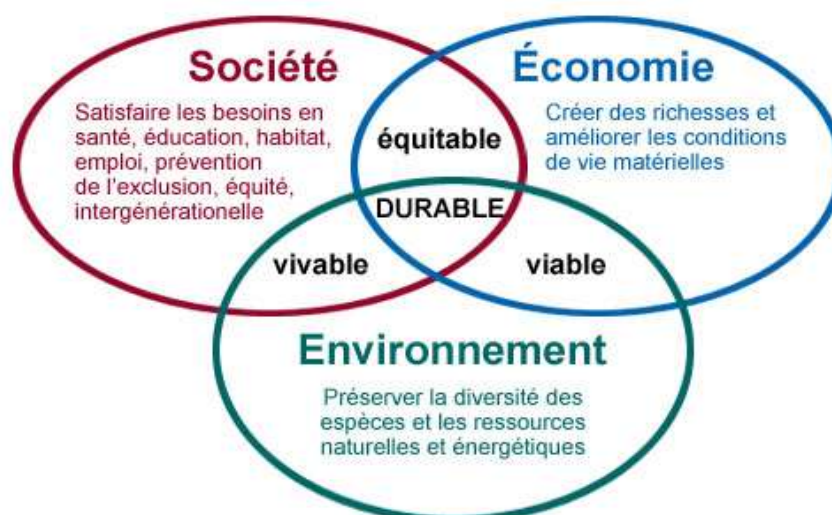 Société
Satisfaire les besoins en
santé, éducation, habitat,
emploi, prévention
de l'exclusion, équité,
intergénérationelle
Économie
Créer des richesses et
améliorer les conditions
de vie matérielles
équitable
DURABLE
vivable
viable
Environnement
Préserver la diversité des
espèces et les ressources
naturelles et énergétiques